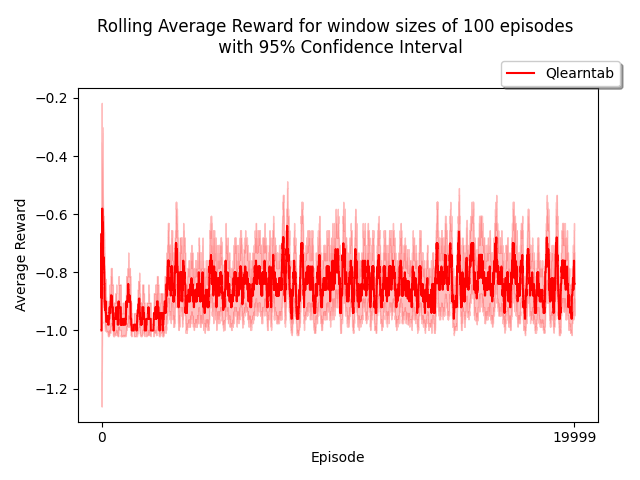 Rolling Average Reward for window sizes of 100 episodes
with 95% Confidence Interval
Qlearntab
−0.2
−0.4
−0.6
−0.8
−1.0
−1.2
Average Reward
0
19999
Episode